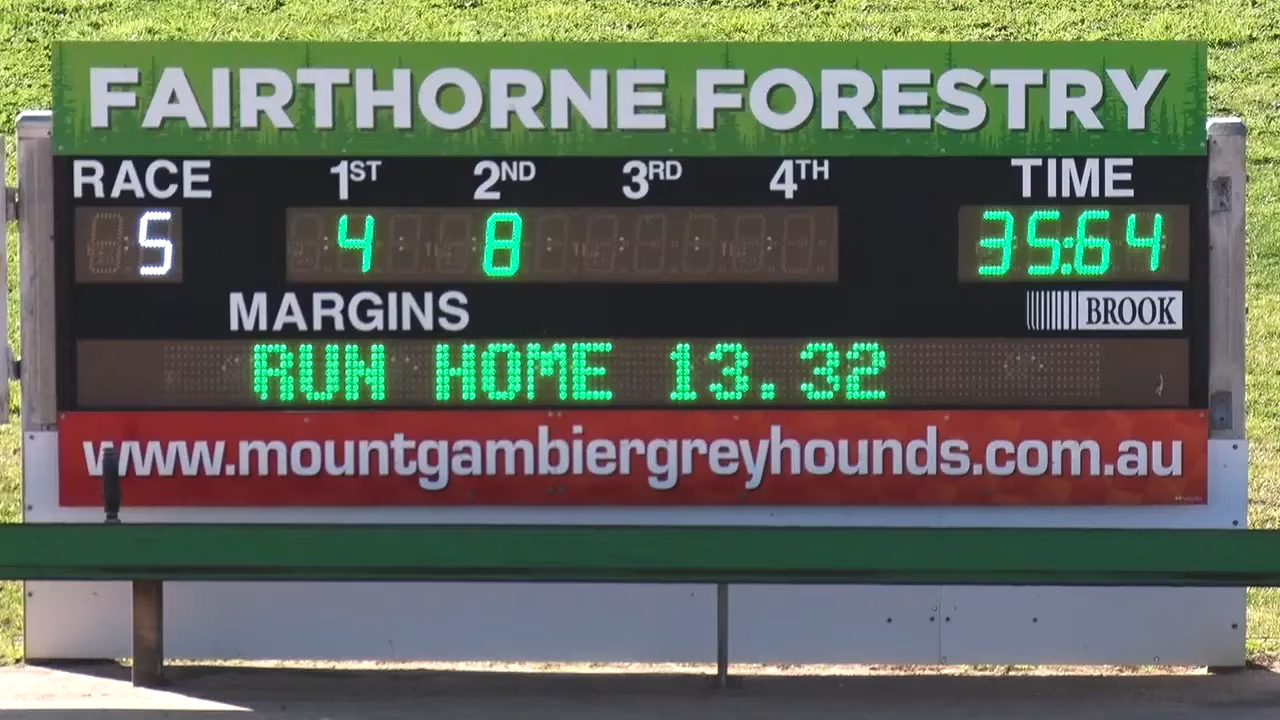 FAIRTHORNE FORESTRY
RACE 1ST 2ND 3RD 4TH TIME
5 4 8 35:64
MARGINS BROOK
RUN HOME 13.32
www.mountgambiergreyhounds.com.au